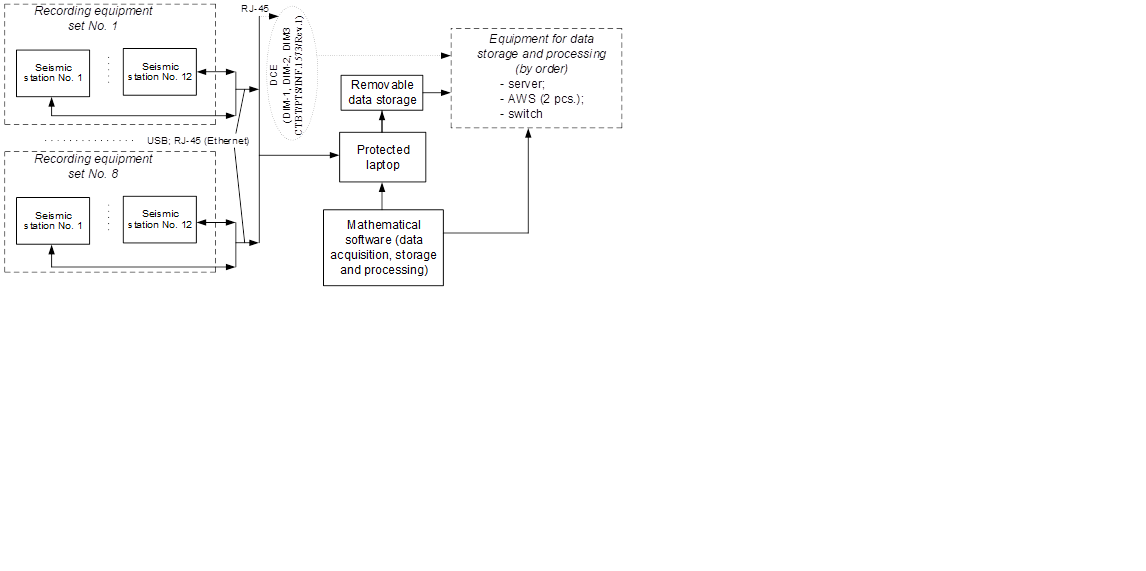 Recording equipment
set No. 1
Seismic
station No. 1
Seismic
station No. 12
RJ-45
DCE
(DIM-1, DIM-2, DIM3
CTBT/PTS/INF.1573/Rev.1)
Equipment for data
storage and processing
(by order)
- server;
- AWS (2 pcs.);
- switch
Removable
data storage
USB; RJ-45 (Ethernet)
Protected
laptop
Recording equipment
set No. 8
Seismic
station No. 1
Seismic
station No. 12
Mathematical
software (data
acquisition, storage
and processing)